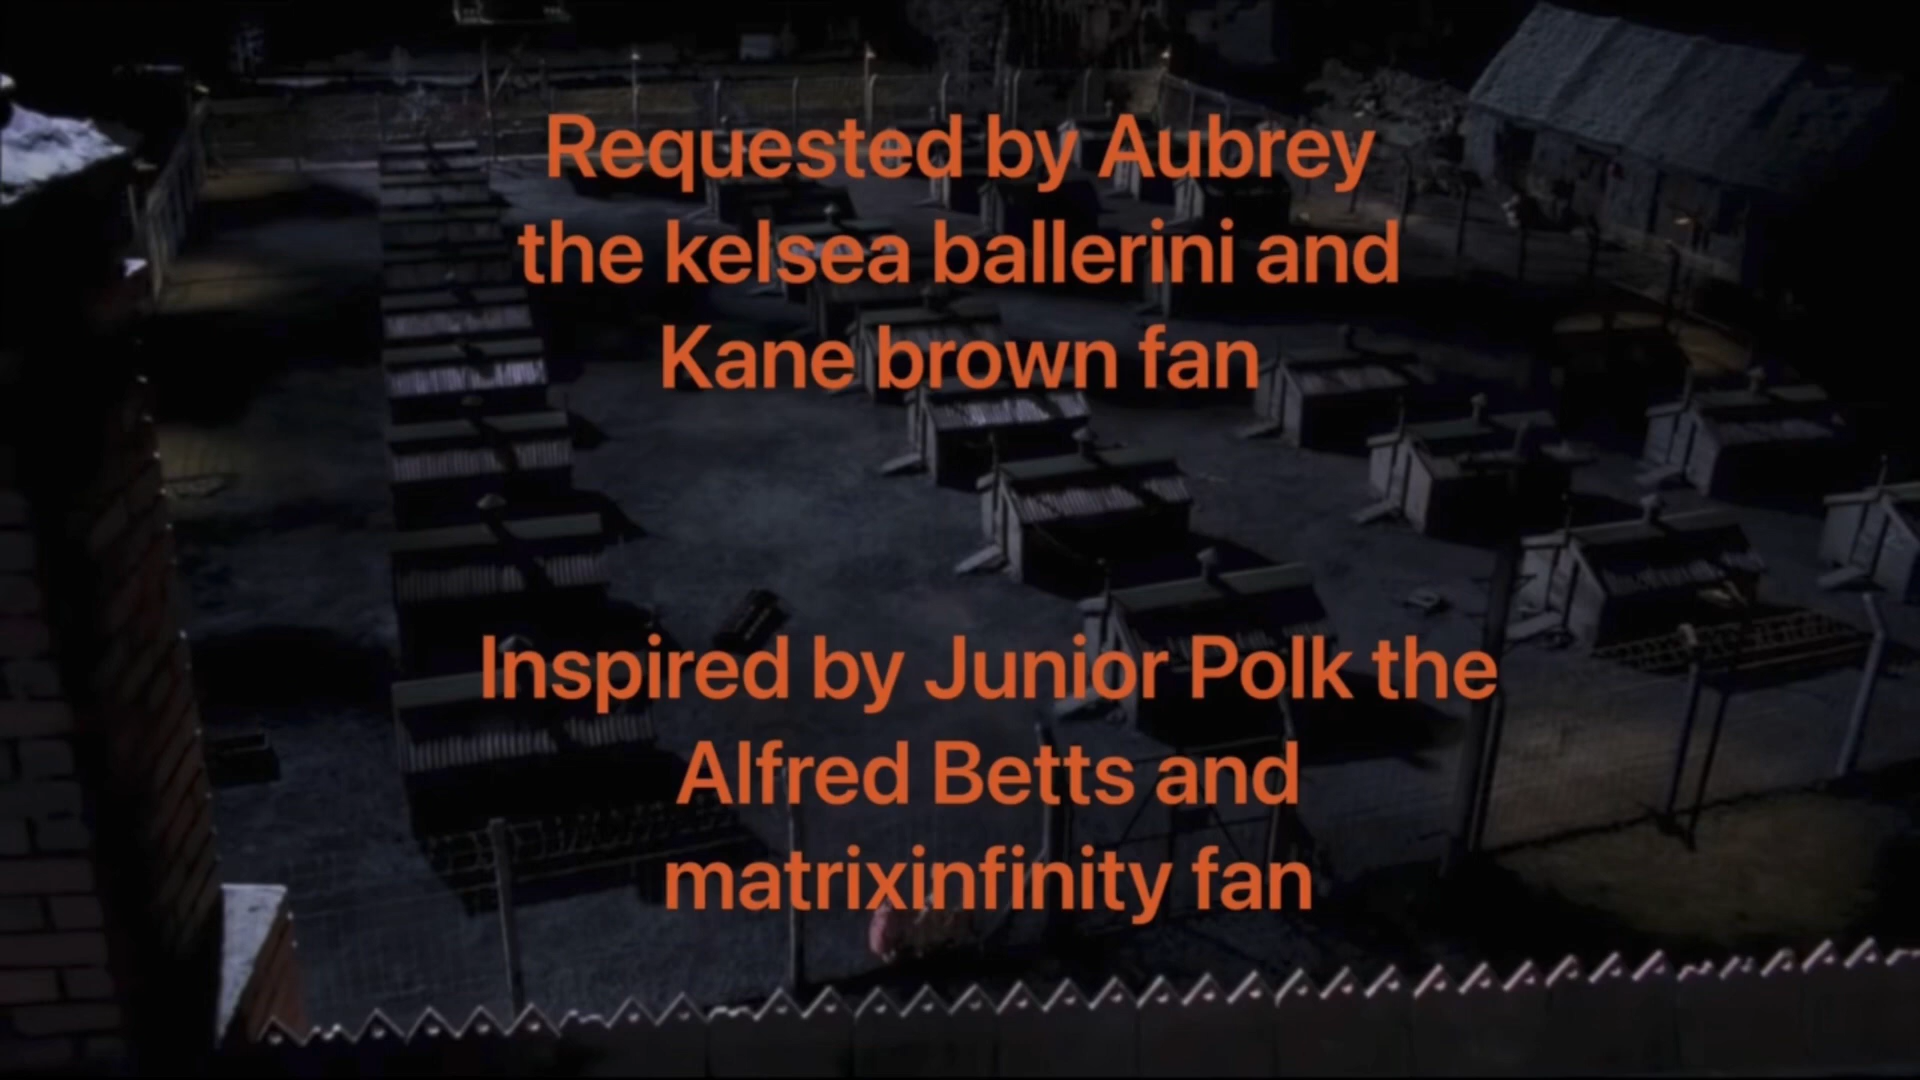 Requested by Aubrey
the kelsea ballerini and
Kane brown fan
Inspired by Junior Polk the
Alfred Betts and
matrixinfinity fan